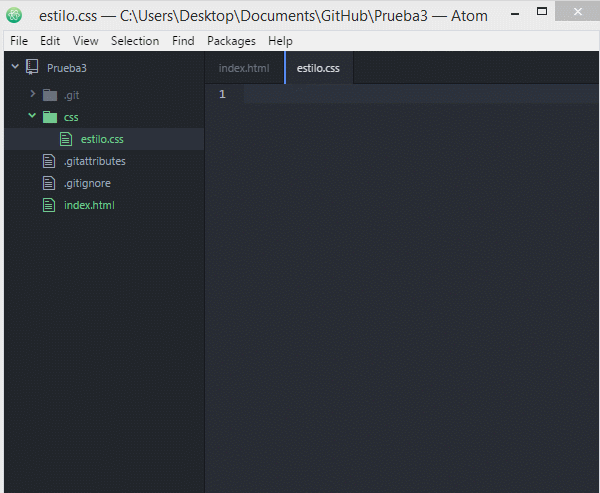 estilo.css — C:\Users\Desktop\Documents\GitHub\Prueba3 — Atom
File Edit View Selection Find Packages Help
Prueba3
.git
css
estilo.css
.gitattributes
.gitignore
index.html
index.html estilo.css
1